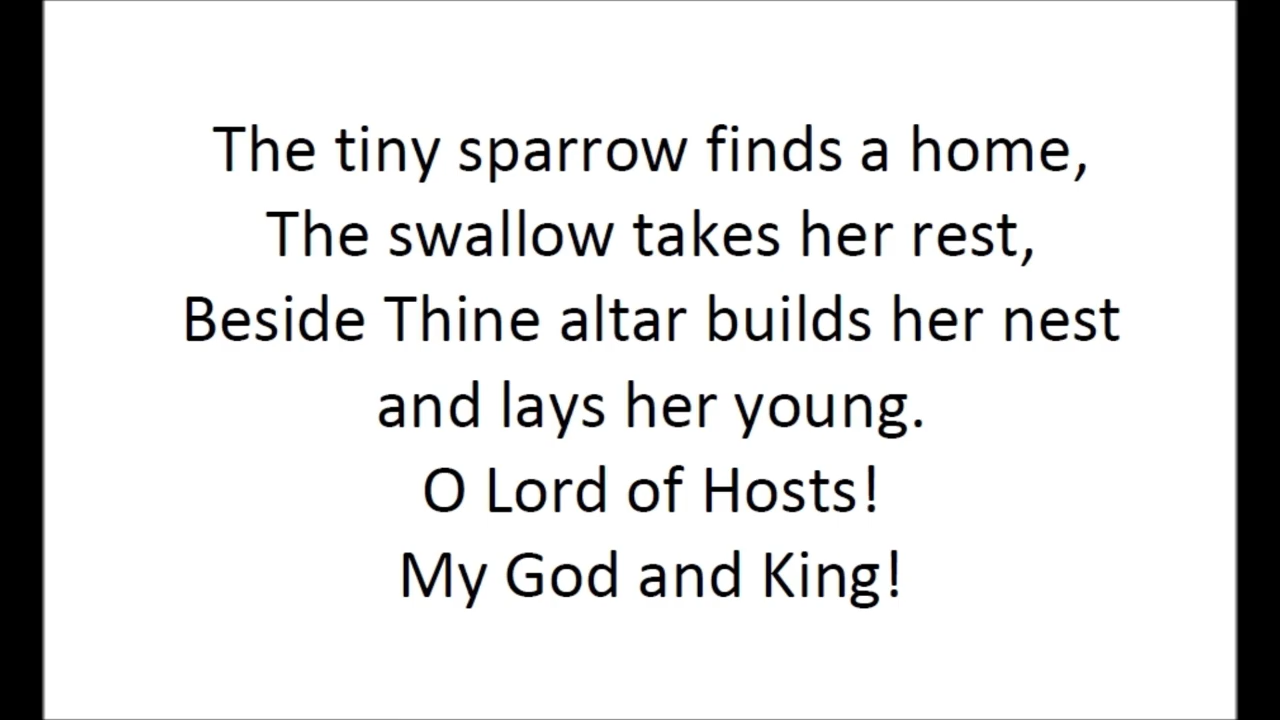 The tiny sparrow finds a home,
The swallow takes her rest,
Beside Thine altar builds her nest
and lays her young.
O Lord of Hosts!
My God and King!